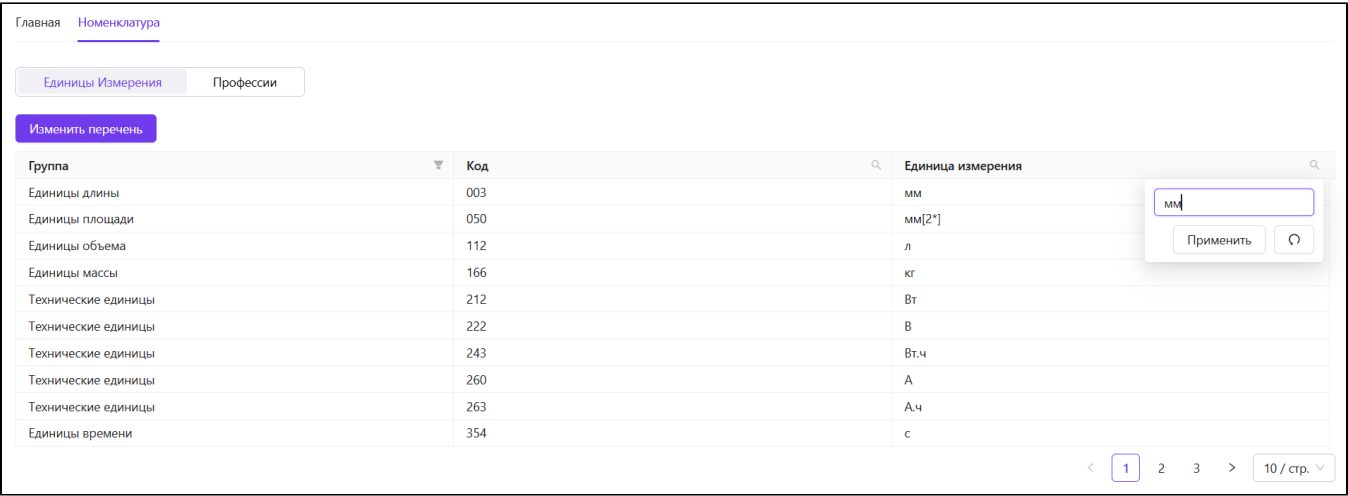 Главная Номенклатура
Единицы Измерения Профессии
Изменить перечень
Группа Код Единица измерения
Единицы длины 003 мм
мм
Единицы площади 050 мм[2*]
Применить
Единицы объема 112 л
Единицы массы 166 кг
Технические единицы 212 Вт
Технические единицы 222 В
Технические единицы 243 Вт.ч
Технические единицы 260 А
Технические единицы 263 А.ч
Единицы времени 354 с
< 1 2 3 > 10 / стр.